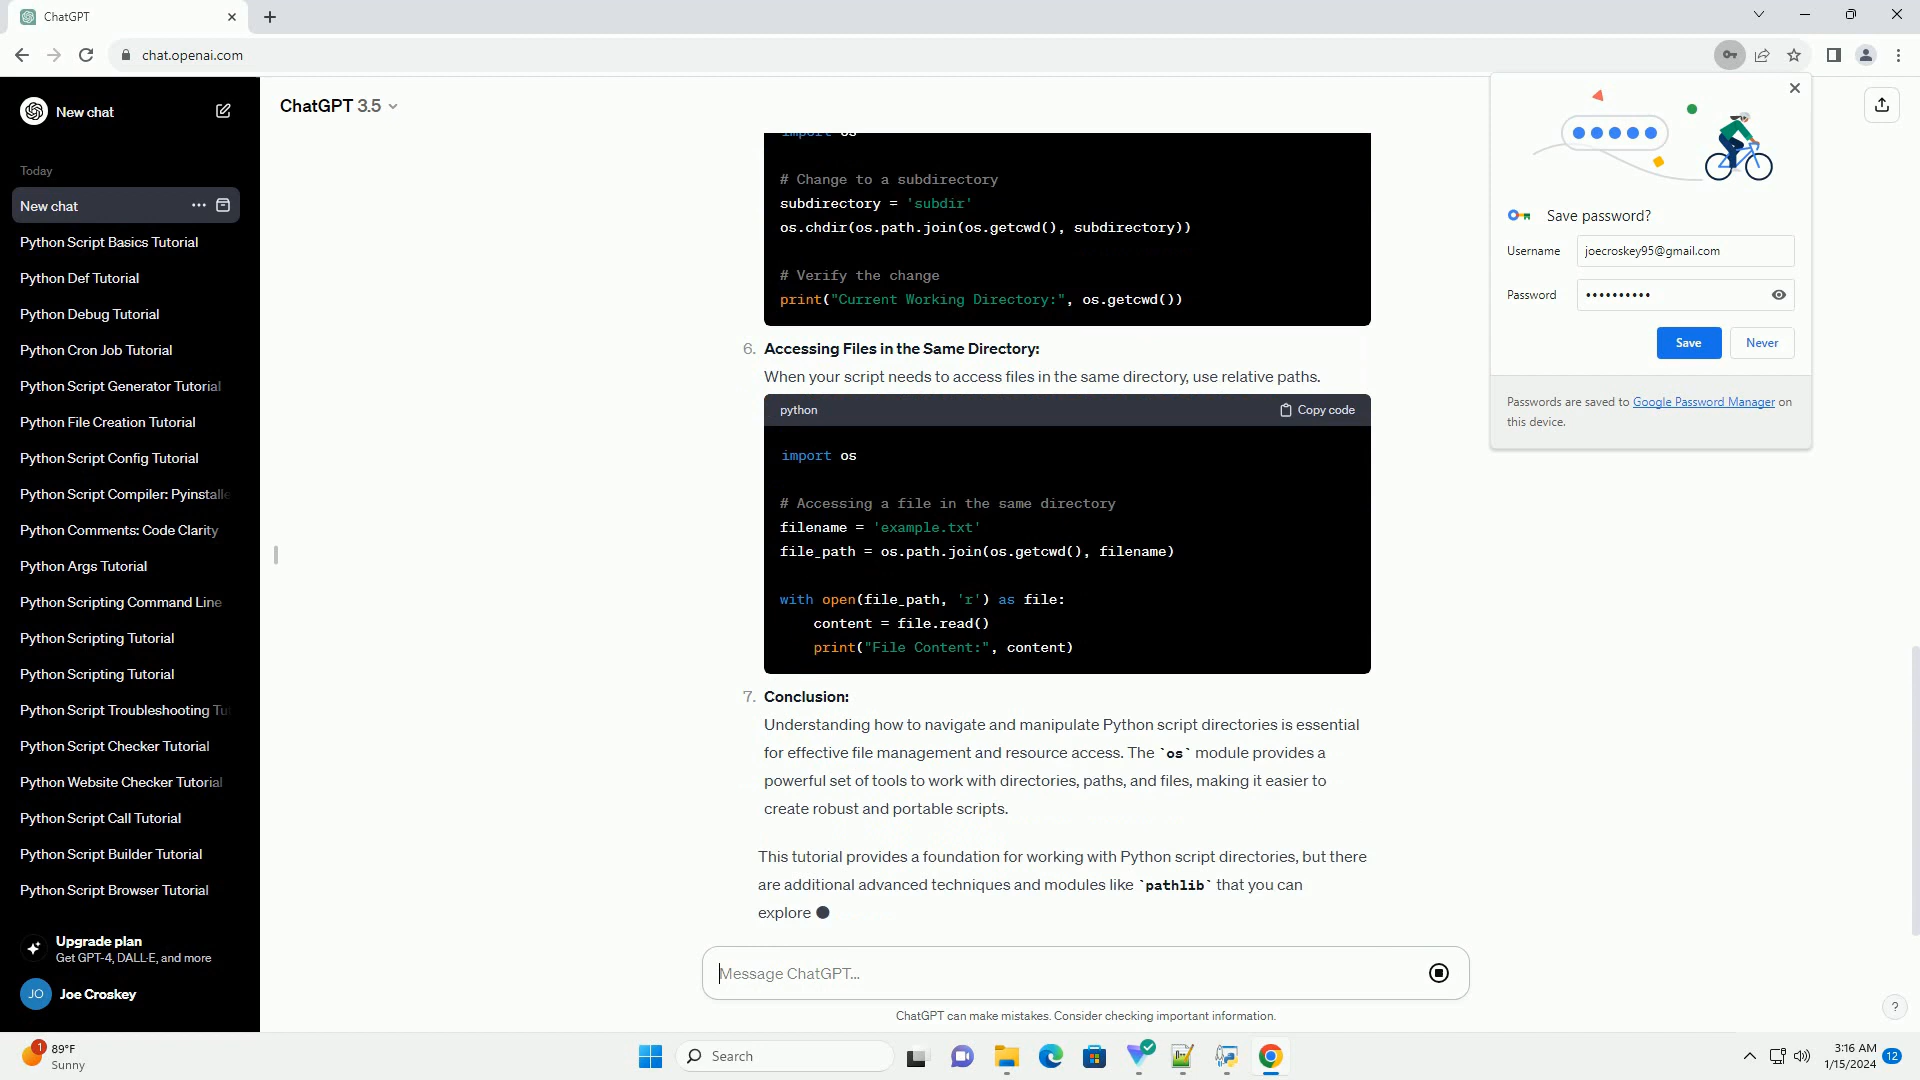 ChatGPT
chat.openai.com
New chat
Today
New chat
Python Script Basics Tutorial
Python Def Tutorial
Python Debug Tutorial
Python Cron Job Tutorial
Python Script Generator Tutorial
Python File Creation Tutorial
Python Script Config Tutorial
Python Script Compiler: Pyinstalle
Python Comments: Code Clarity
Python Args Tutorial
Python Scripting Command Line
Python Scripting Tutorial
Python Scripting Tutorial
Python Script Troubleshooting Tut
Python Script Checker Tutorial
Python Website Checker Tutorial
Python Script Call Tutorial
Python Script Builder Tutorial
Python Script Browser Tutorial
Upgrade plan
Get GPT-4, DALL·E, and more
JO Joe Croskey
ChatGPT 3.5
import os
# Change to a subdirectory
subdirectory = 'subdir'
os.chdir(os.path.join(os.getcwd(), subdirectory))
# Verify the change
print("Current Working Directory:", os.getcwd())
6. Accessing Files in the Same Directory:
When your script needs to access files in the same directory, use relative paths.
python Copy code
import os
# Accessing a file in the same directory
filename = 'example.txt'
file_path = os.path.join(os.getcwd(), filename)
with open(file_path, 'r') as file:
content = file.read()
print("File Content:", content)
7. Conclusion:
Understanding how to navigate and manipulate Python script directories is essential
for effective file management and resource access. The `os` module provides a
powerful set of tools to work with directories, paths, and files, making it easier to
create robust and portable scripts.
This tutorial provides a foundation for working with Python script directories, but there
are additional advanced techniques and modules like `pathlib` that you can
explore
Message ChatGPT...
ChatGPT can make mistakes. Consider checking important information.
?
Save password?
Username joecroskey95@gmail.com
Password ••••••••••
Save Never
Passwords are saved to Google Password Manager on
this device.
1
89°F
Sunny
Search
3:16 AM
1/15/2024
12